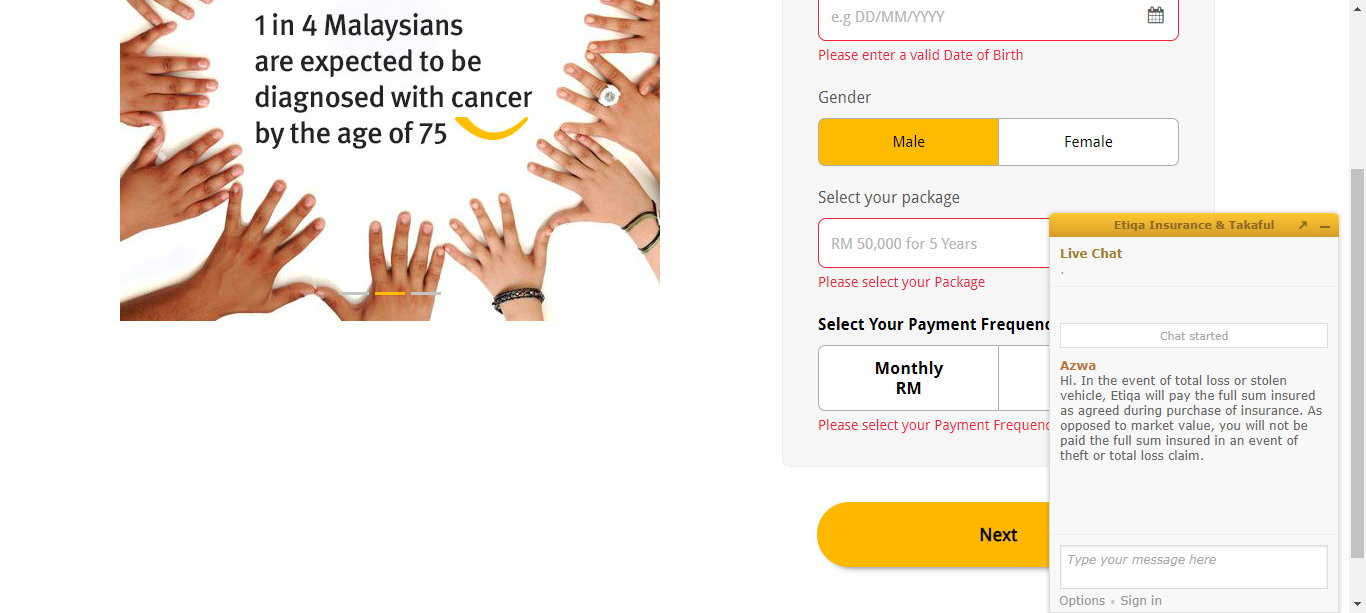 1 in 4 Malaysians
are expected to be
diagnosed with cancer
by the age of 75
e.g DD/MM/YYYY
Please enter a valid Date of Birth
Gender
Male
Female
Select your package
RM 50,000 for 5 Years
Please select your Package
Select Your Payment Frequenc
Monthly
RM
Please select your Payment Frequenc
Next
Etiqa Insurance & Takaful
Live Chat
.
Chat started
Azwa
Hi. In the event of total loss or stolen
vehicle, Etiqa will pay the full sum insured
as agreed during purchase of insurance. As
opposed to market value, you will not be
paid the full sum insured in an event of
theft or total loss claim.
Type your message here
Options • Sign in